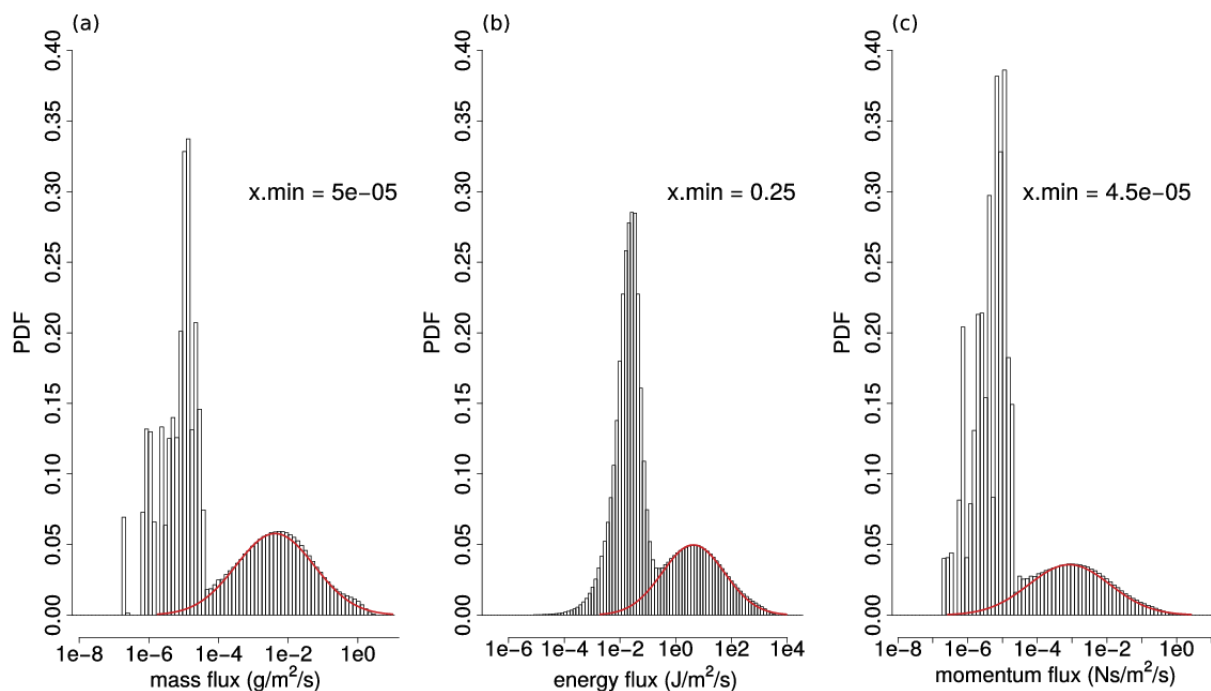 (a)
0.40
0.35
0.30
0.25
0.20
0.15
0.10
0.05
0.00
PDF
x.min = 5e-05
1e-8 1e-6 1e-4 1e-2 1e0
mass flux (g/m²/s)
(b)
0.40
0.35
0.30
0.25
0.20
0.15
0.10
0.05
0.00
PDF
x.min = 0.25
1e-4 1e-2 1e0 1e2 1e4
energy flux (J/m²/s)
(c)
0.40
0.35
0.30
0.25
0.20
0.15
0.10
0.05
0.00
PDF
x.min = 4.5e-05
1e-8 1e-6 1e-4 1e-2 1e0
momentum flux (Ns/m²/s)